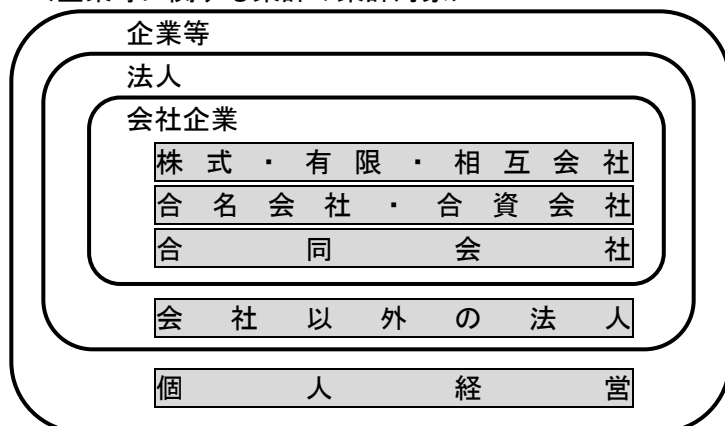 企業等
法人
会社企業
株式・有限・相互会社
合名会社・合資会社
合同会社
会社以外の法人
個人経営